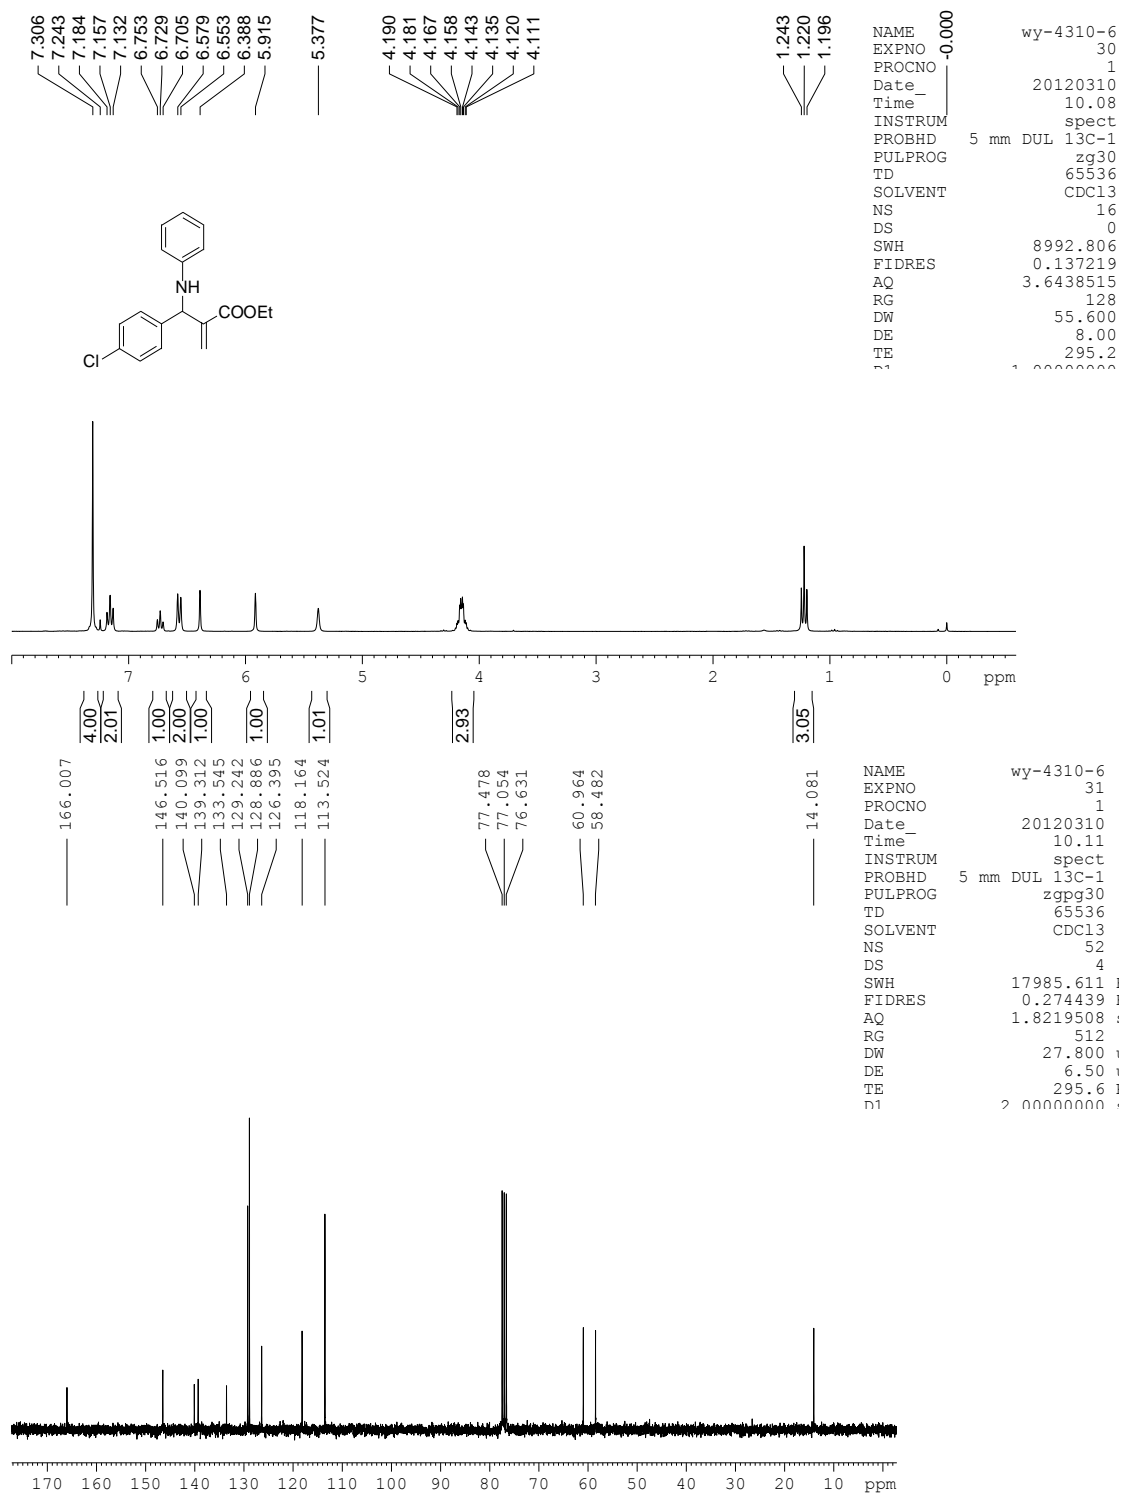 7.306
7.243
7.184
7.157
7.132
6.753
6.729
6.705
6.579
6.553
6.388
5.915
5.377
4.190
4.181
4.167
4.158
4.143
4.135
4.120
4.111
1.243
1.220
1.196
-0.000
NAME wy-4310-6
EXPNO 30
PROCNO 1
Date_ 20120310
Time 10.08
INSTRUM spect
PROBHD 5 mm DUL 13C-1
PULPROG zg30
TD 65536
SOLVENT CDCl3
NS 16
DS 0
SWH 8992.806
FIDRES 0.137219
AQ 3.6438515
RG 128
DW 55.600
DE 8.00
TE 295.2
D1 1.00000000
NH
COOEt
Cl
7 6 5 4 3 2 1 0 ppm
4.00
2.01
1.00
2.00
1.00
1.00
1.01
2.93
3.05
166.007
146.516
140.099
139.312
133.545
129.242
128.886
126.395
118.164
113.524
77.478
77.054
76.631
60.964
58.482
14.081
NAME wy-4310-6
EXPNO 31
PROCNO 1
Date_ 20120310
Time 10.11
INSTRUM spect
PROBHD 5 mm DUL 13C-1
PULPROG zgpg30
TD 65536
SOLVENT CDCl3
NS 52
DS 4
SWH 17985.611
FIDRES 0.274439
AQ 1.8219508
RG 512
DW 27.800
DE 6.50
TE 295.6
D1 2.00000000
170 160 150 140 130 120 110 100 90 80 70 60 50 40 30 20 10 ppm